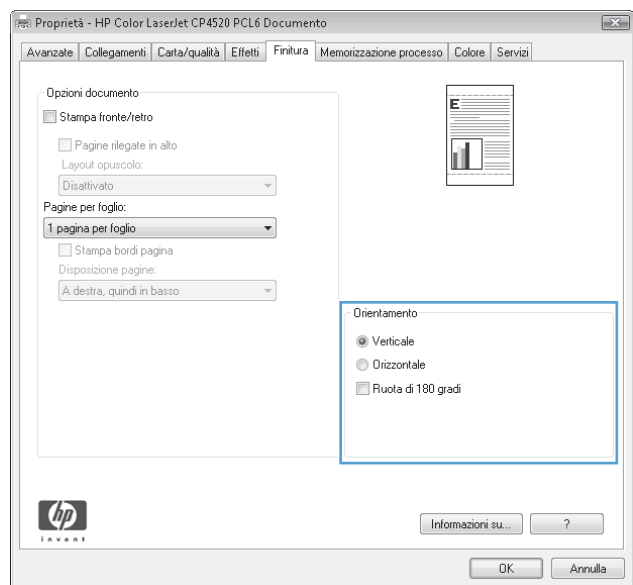 Proprietà - HP Color LaserJet CP4520 PCL6 Documento
Avanzate Collegamenti Carta/qualità Effetti Finitura Memorizzazione processo Colore Servizi
Opzioni documento
Stampa fronte/retro
Pagine rilegate in alto
Layout opuscolo:
Disattivato
Pagine per foglio:
1 pagina per foglio
Stampa bordi pagina
Disposizione pagine:
A destra, quindi in basso
E
Orientamento
Verticale
Orizzontale
Ruota di 180 gradi
hp
invent
Informazioni su... ?
OK Annulla